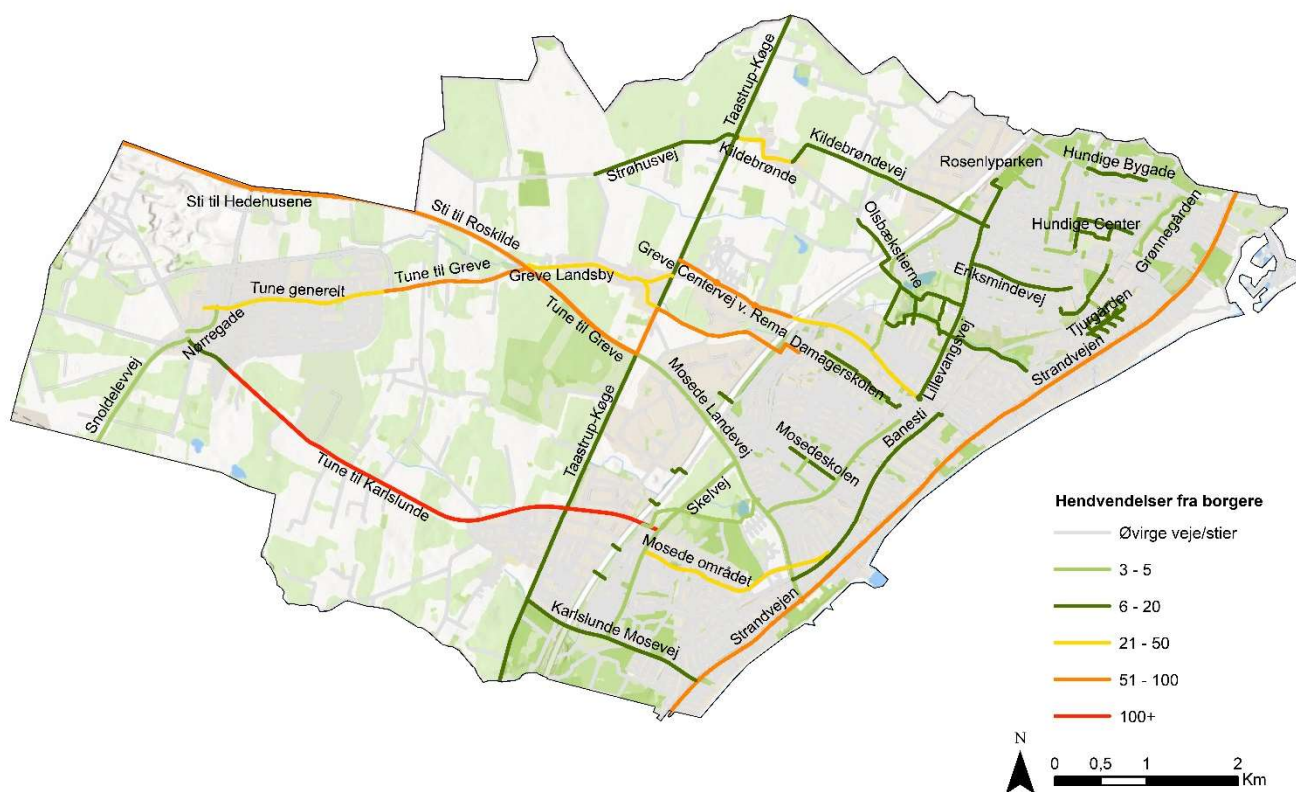 Taastrup-Køge
Kildebrønde
Kildebrøndevej
Strøhusvej
Rosenlyparken
Hundige Bygade
Hundige Center
Grønnegården
Olsbækstierne
Eriksmindevej
Tjurgården
Sti til Hedehusene
Sti til Roskilde
Tune til Greve
Greve Landsby
Tune generelt
Greve Centervej v. Rema
Damagerskolen
Lillevangsvej
Strandvejen
Nørregade
Snoldelevvej
Tune til Greve
Mosede Landevej
Banesti
Mosedeskolen
Taastrup-Køge
Tune til Karlslunde
Skelvej
Mosede området
Strandvejen
Karlslunde Mosevej
Hendvendelser fra borgere
Øvirge veje/stier
3 - 5
6 - 20
21 - 50
51 - 100
100+
N
0 0,5 1 2
Km